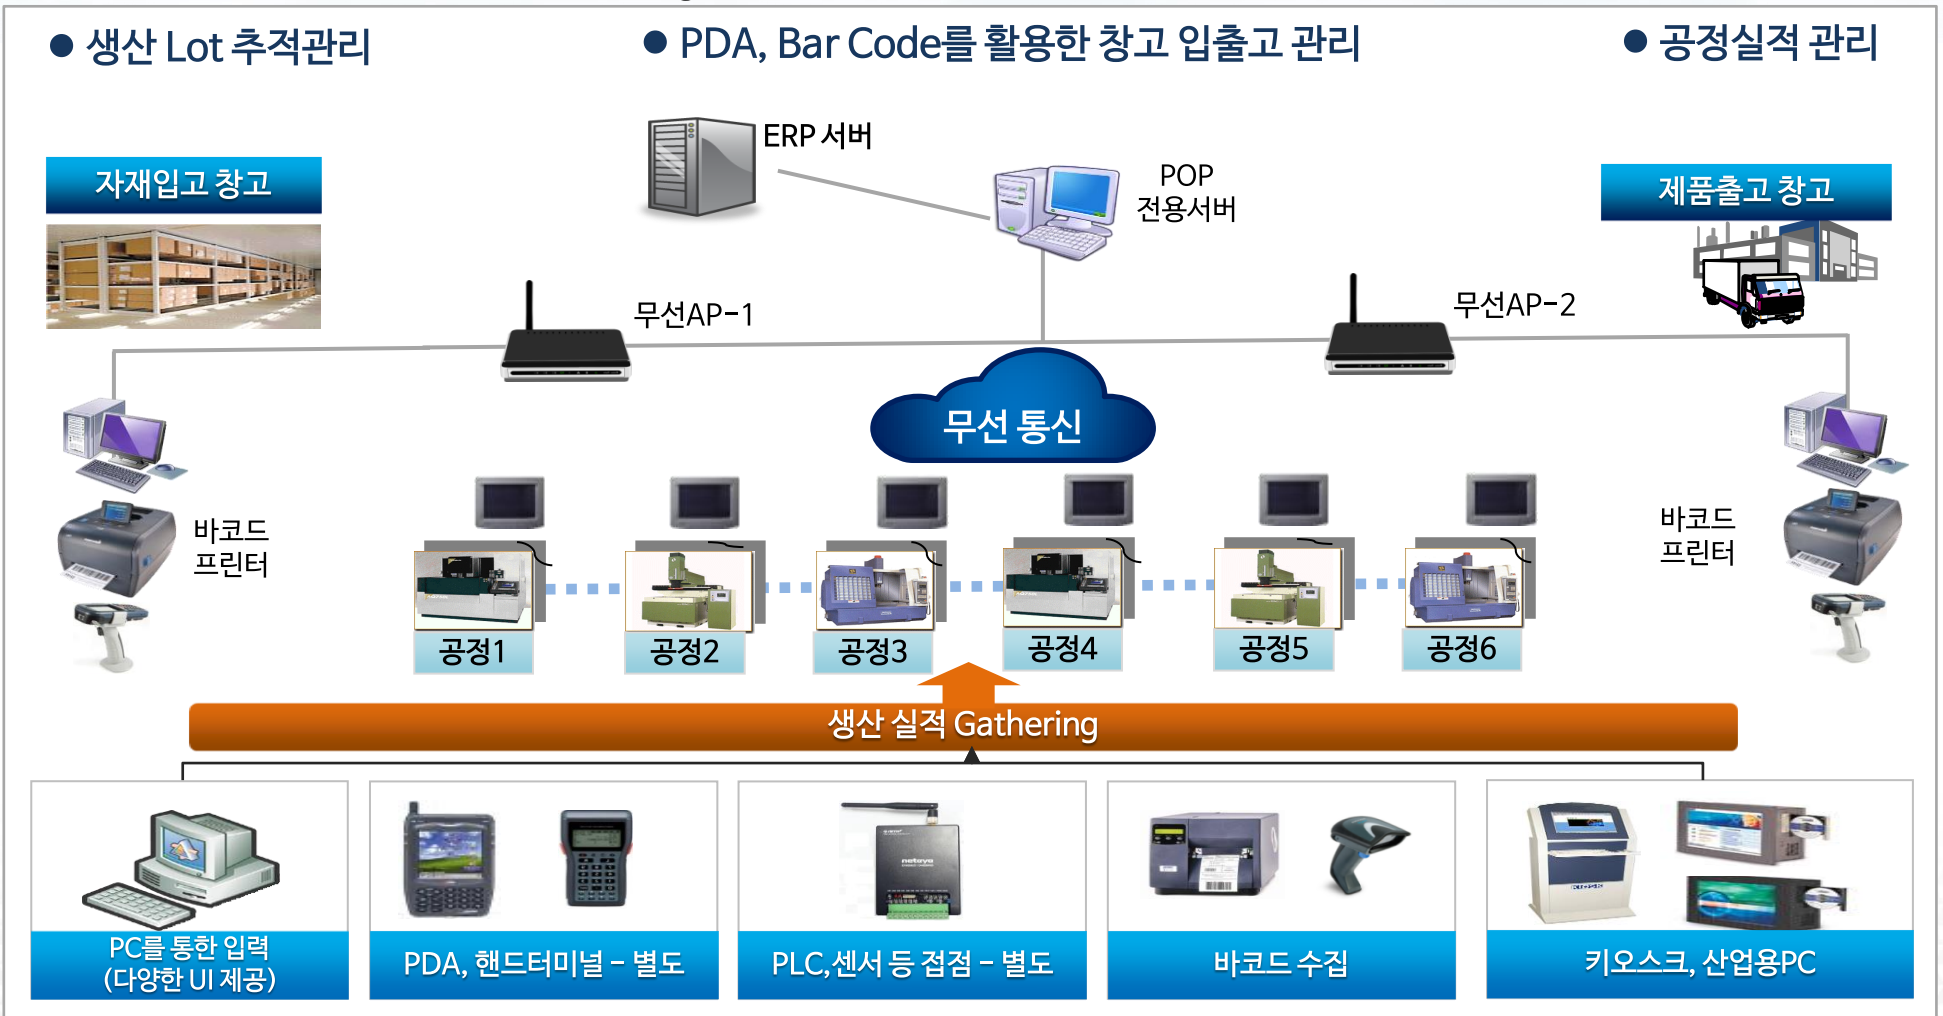 ● 생산 Lot 추적관리
● PDA, Bar Code를 활용한 창고 입출고 관리
● 공정실적 관리
ERP 서버
자재입고 창고
POP
전용서버
제품출고 창고
무선AP-1
무선AP-2
무선 통신
바코드
프린터
바코드
프린터
공정1
공정2
공정3
공정4
공정5
공정6
생산 실적 Gathering
netoyo
KIOSK
PC를 통한 입력
(다양한 UI 제공)
PDA, 핸드터미널 - 별도
PLC,센서 등 접점 - 별도
바코드 수집
키오스크, 산업용PC